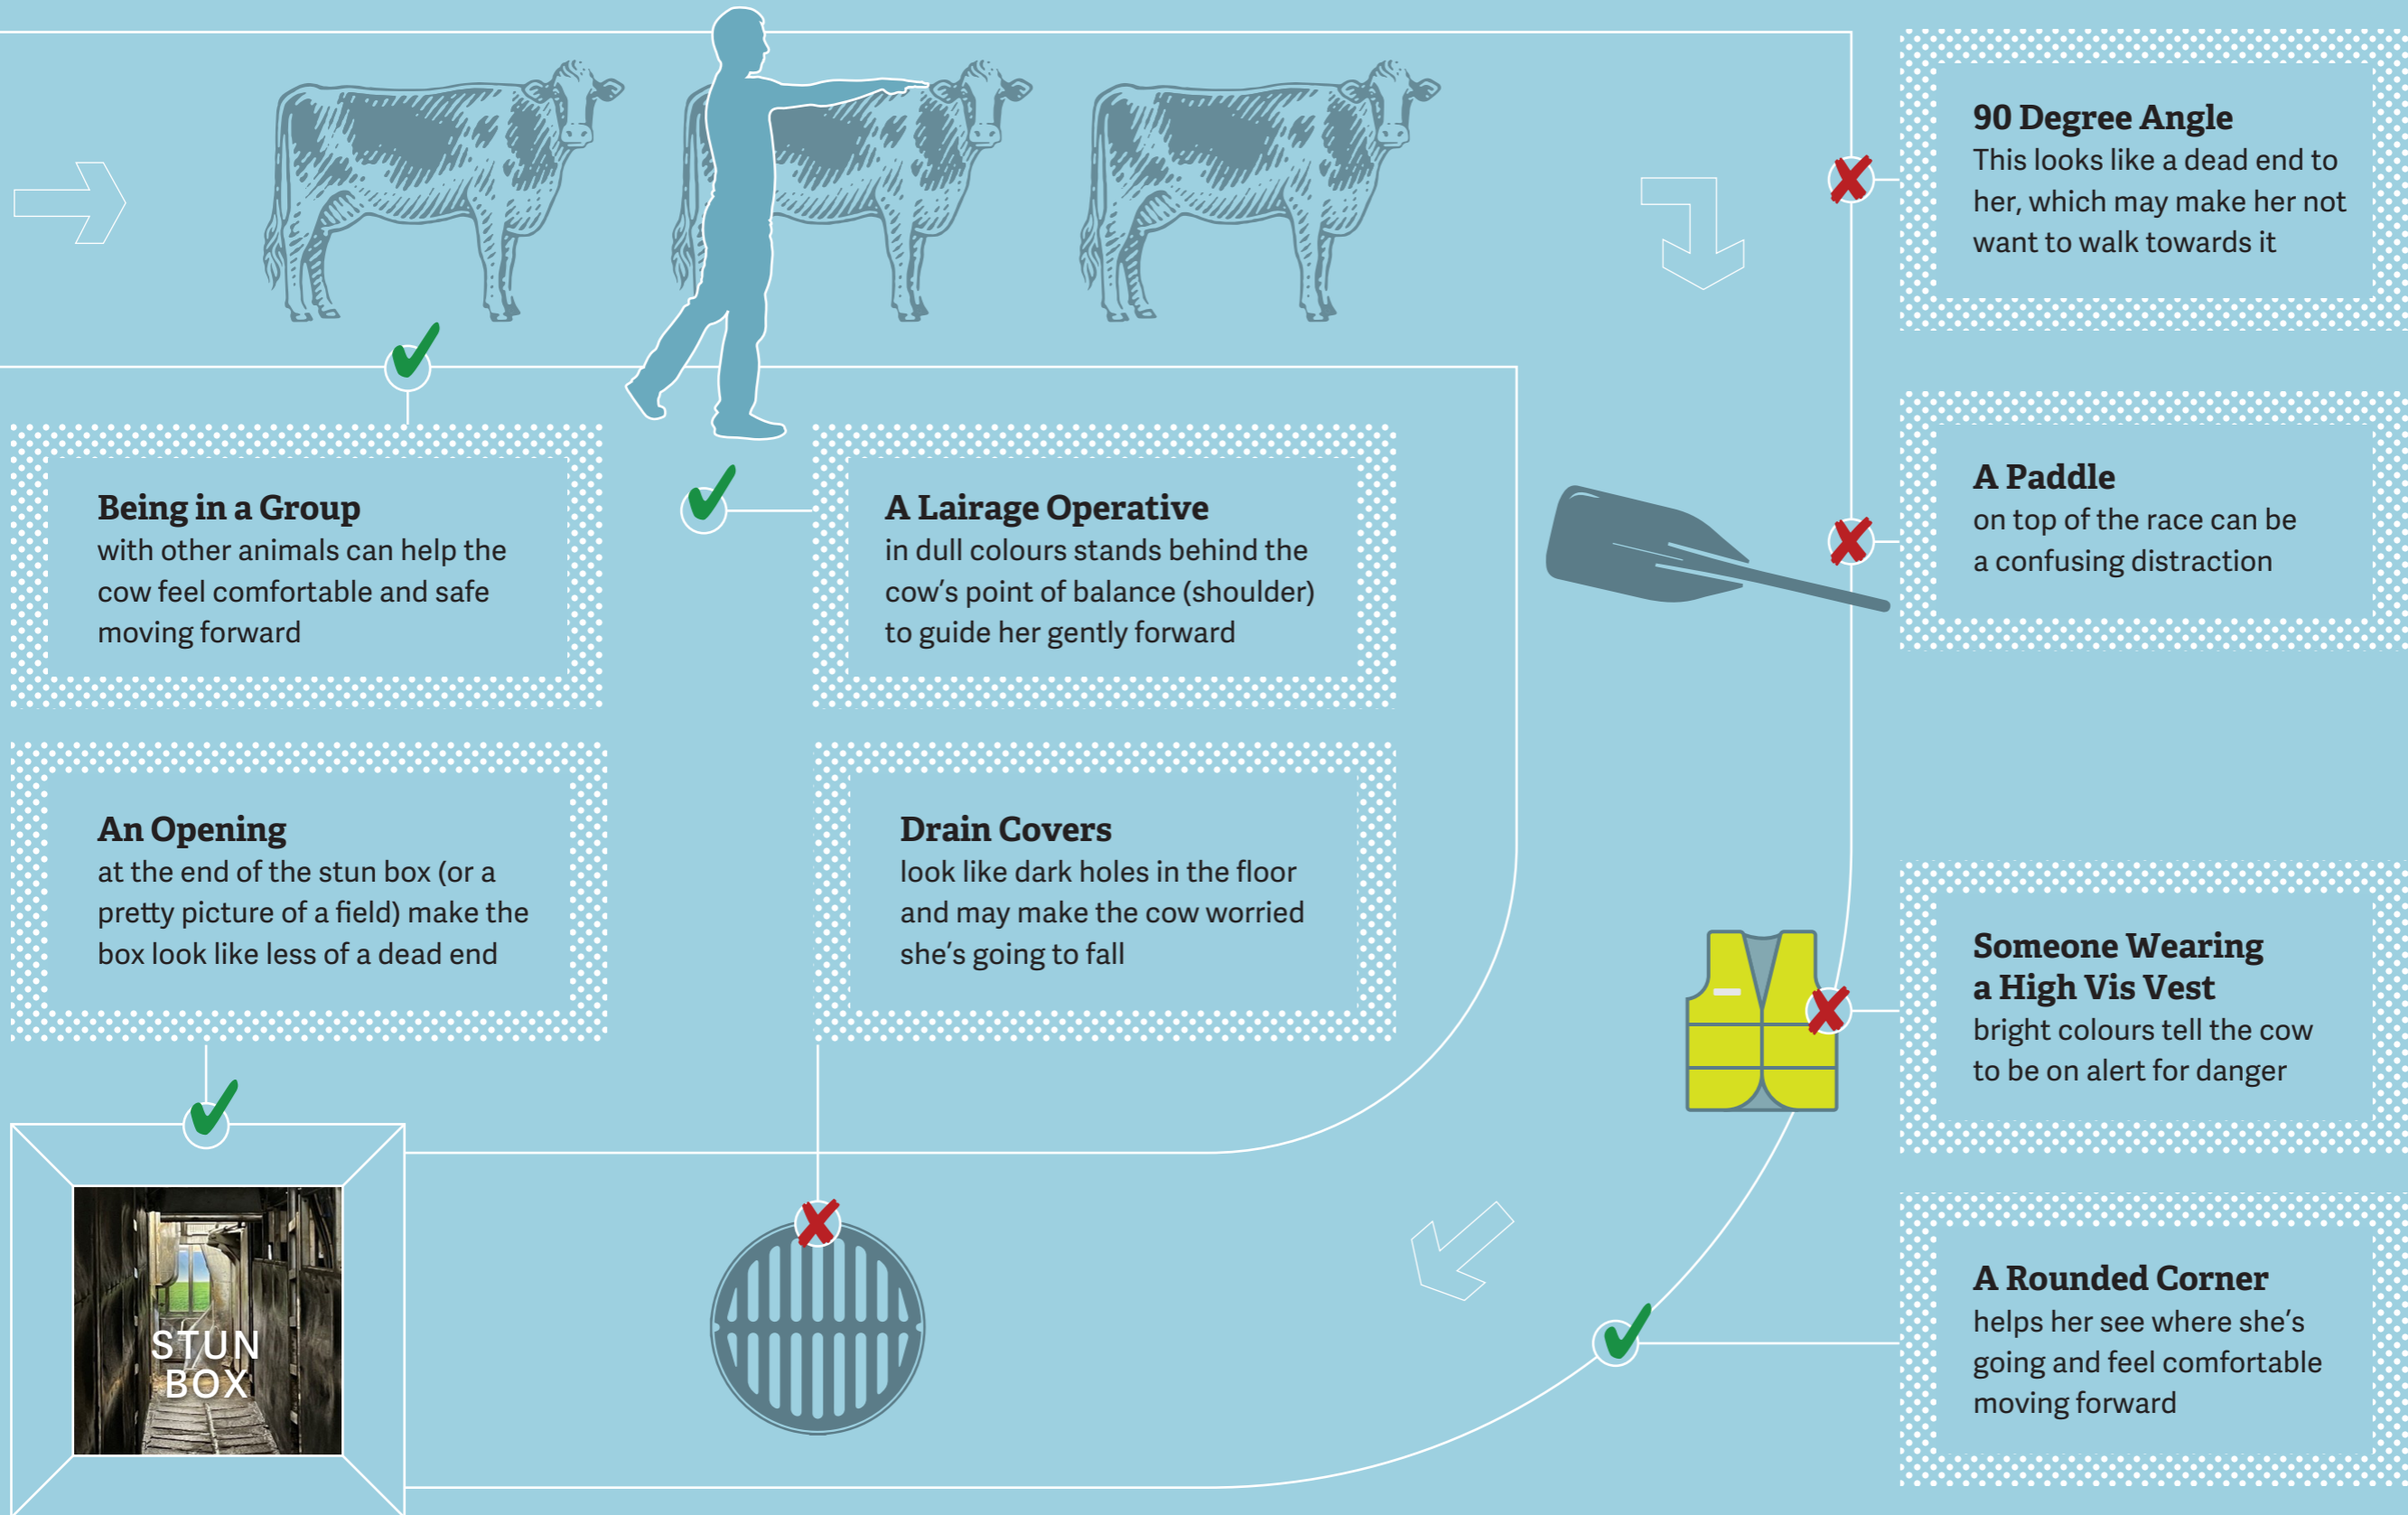 90 Degree Angle
This looks like a dead end to
her, which may make her not
want to walk towards it
Being in a Group
with other animals can help the
cow feel comfortable and safe
moving forward
A Lairage Operative
in dull colours stands behind the
cow's point of balance (shoulder)
to guide her gently forward
A Paddle
on top of the race can be
a confusing distraction
An Opening
at the end of the stun box (or a
pretty picture of a field) make the
box look like less of a dead end
Drain Covers
look like dark holes in the floor
and may make the cow worried
she's going to fall
Someone Wearing
a High Vis Vest
bright colours tell the cow
to be on alert for danger
A Rounded Corner
helps her see where she's
going and feel comfortable
moving forward
STUN
BOX